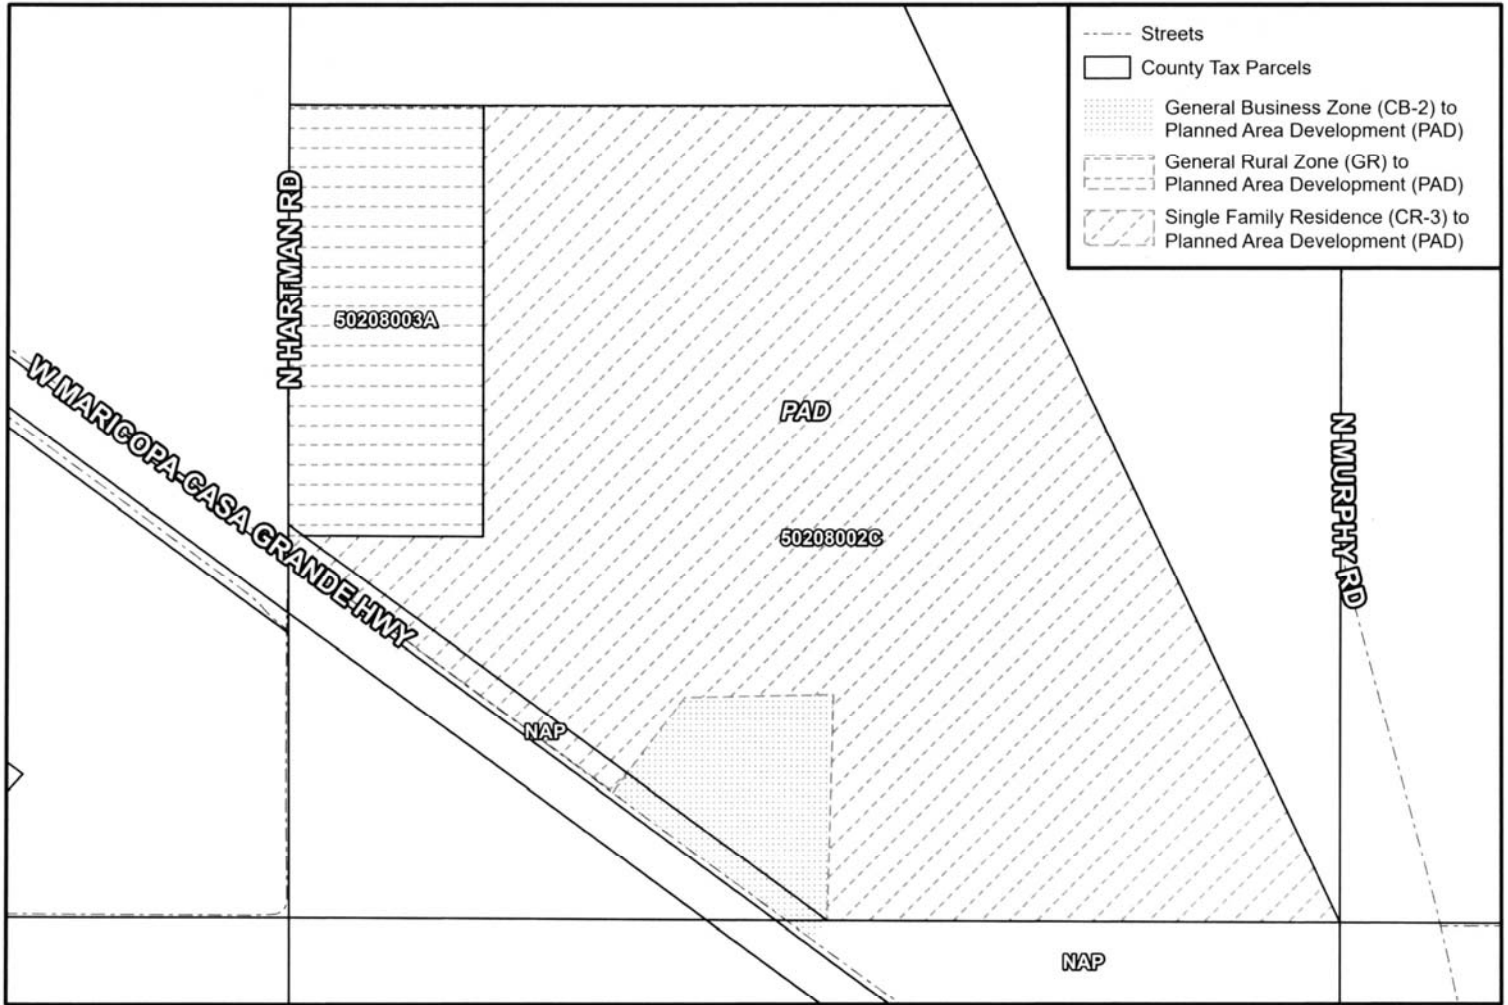 Streets
County Tax Parcels
General Business Zone (CB-2) to
Planned Area Development (PAD)
General Rural Zone (GR) to
Planned Area Development (PAD)
Single Family Residence (CR-3) to
Planned Area Development (PAD)
N HARTMAN RD
50208003A
W MARICOPA-CASA GRANDE HWY
PAD
N MURPHY RD
50208002C
NAP
NAP